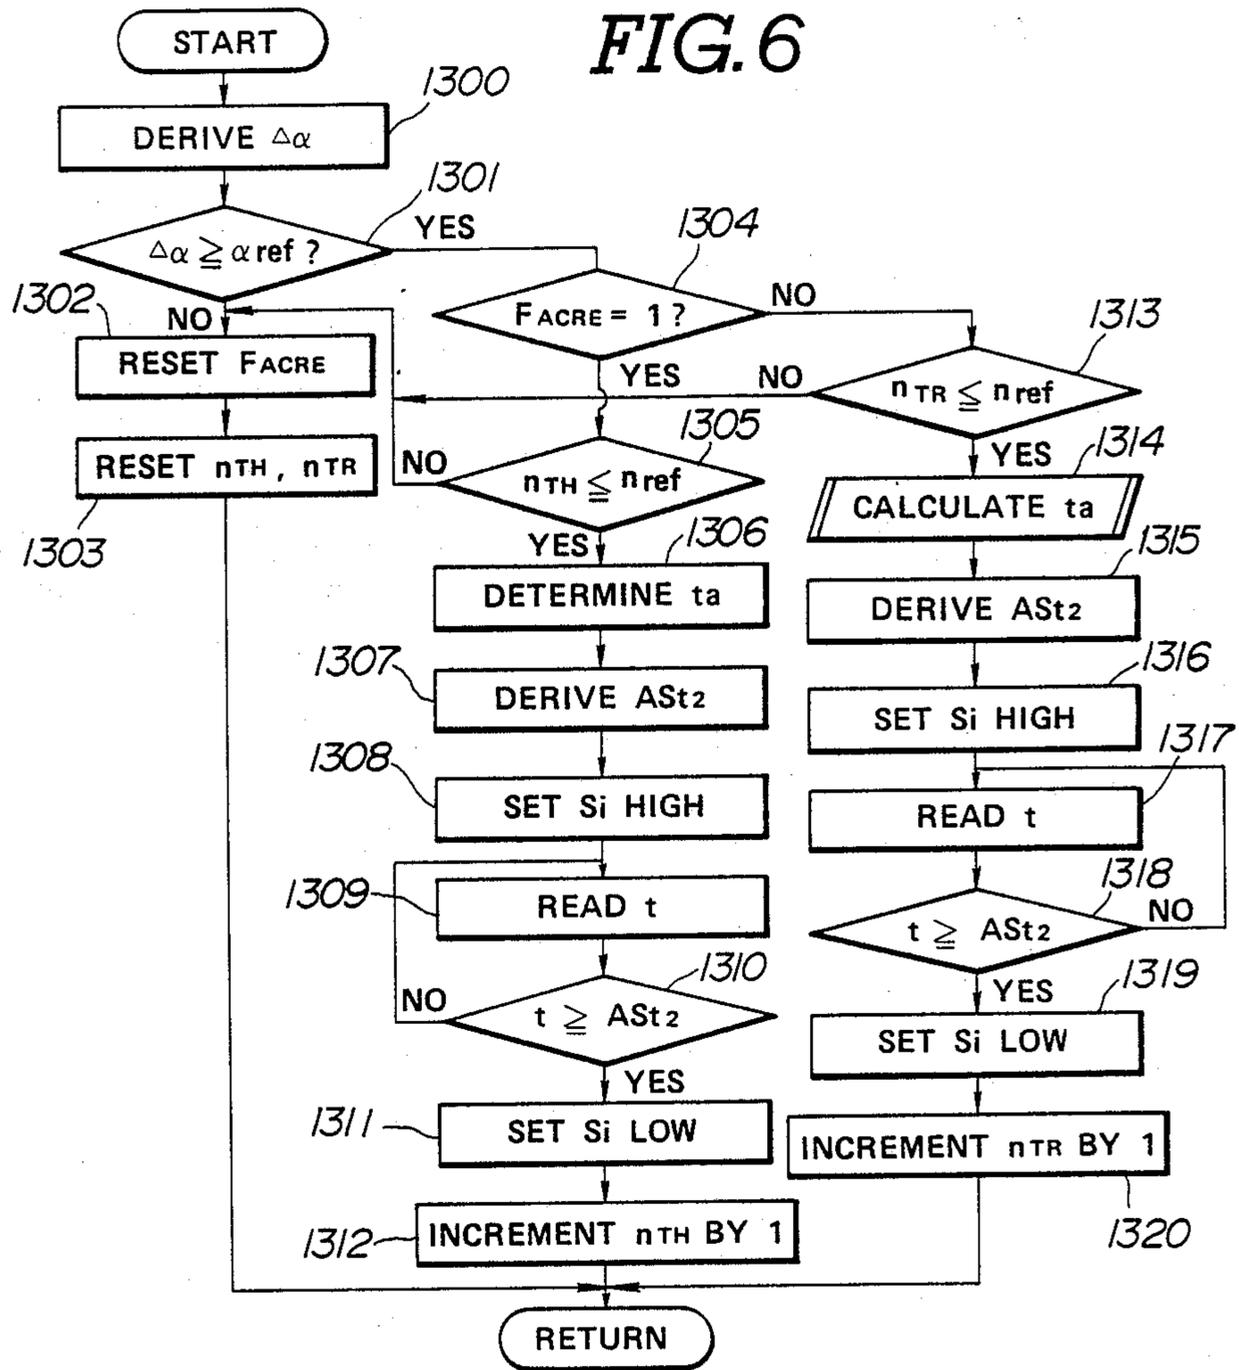 FIG.6
START
1300
DERIVE Δα
1301
Δα ≧ α ref ?
YES
NO
1302
RESET FACRE
RESET nTH, nTR
1303
1304
FACRE = 1 ?
NO
YES
1305
nTH ≦ nref
NO
YES
1306
DETERMINE ta
1307
DERIVE ASt2
1308
SET Si HIGH
1309
READ t
1310
t ≧ ASt2
NO
YES
1311
SET Si LOW
1312
INCREMENT nTH BY 1
1313
nTR ≦ nref
NO
YES
1314
CALCULATE ta
1315
DERIVE ASt2
1316
SET Si HIGH
1317
READ t
1318
t ≧ ASt2
NO
YES
1319
SET Si LOW
INCREMENT nTR BY 1
1320
RETURN